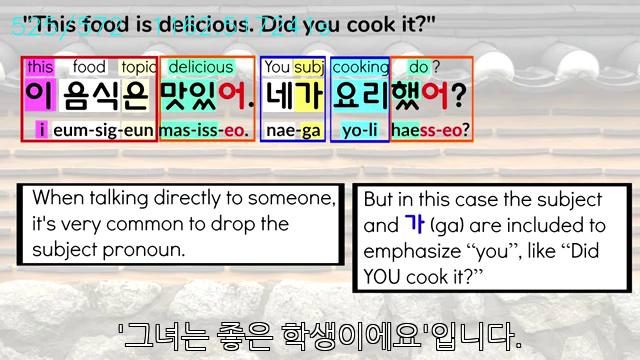 "This food is delicious. Did you cook it?"
this food topic delicious You subj cooking do ?
이 음식은 맛있어. 네가 요리했어?
i eum-sig-eun mas-iss-eo. nae-ga yo-li haess-eo?
When talking directly to someone,
it's very common to drop the
subject pronoun.
But in this case the subject
and 가 (ga) are included to
emphasize "you", like "Did
YOU cook it?"
'그녀는 좋은 학생이에요'입니다.